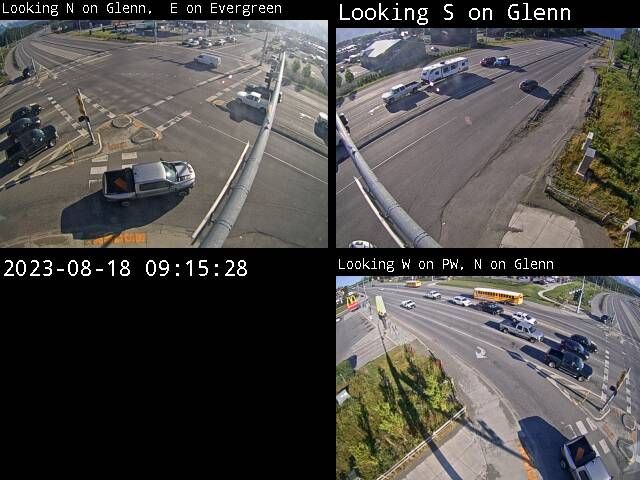 Looking N on Glenn,  E on Evergreen
Looking S on Glenn
2023-08-18 09:15:28
Looking W on PW, N on Glenn